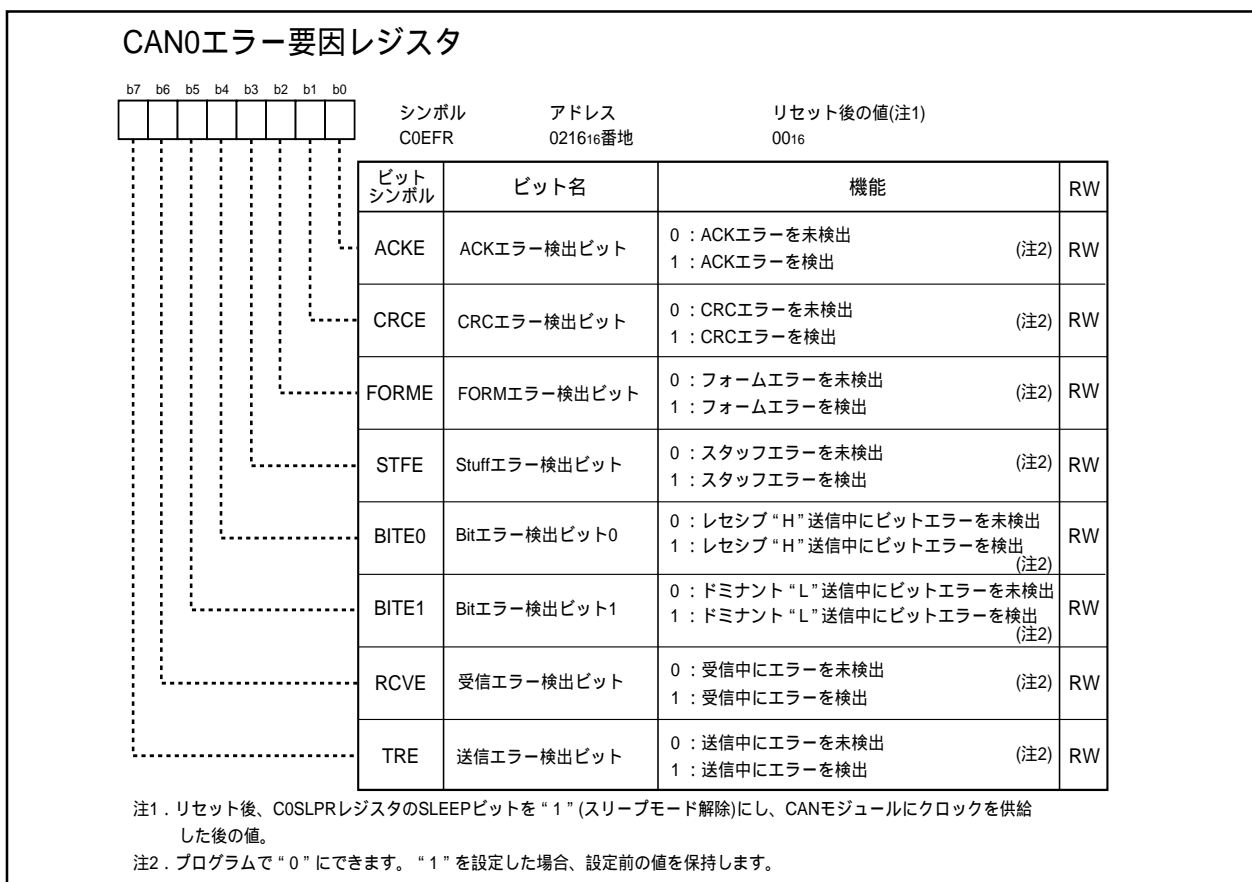 CAN0エラー要因レジスタ
b7 b6 b5 b4 b3 b2 b1 b0
シンボル アドレス リセット後の値(注1)
C0EFR 021616番地 0016
ビットシンボル ビット名 機能 RW
ACKE ACKエラー検出ビット 0：ACKエラーを未検出 (注2) RW
1：ACKエラーを検出
CRCE CRCエラー検出ビット 0：CRCエラーを未検出 (注2) RW
1：CRCエラーを検出
FORME FORMエラー検出ビット 0：フォームエラーを未検出 (注2) RW
1：フォームエラーを検出
STFE Stuffエラー検出ビット 0：スタッフエラーを未検出 (注2) RW
1：スタッフエラーを検出
BITE0 Bitエラー検出ビット0 0：レセシブ“H”送信中にビットエラーを未検出 RW
1：レセシブ“H”送信中にビットエラーを検出
(注2)
BITE1 Bitエラー検出ビット1 0：ドミナント“L”送信中にビットエラーを未検出 RW
1：ドミナント“L”送信中にビットエラーを検出
(注2)
RCVE 受信エラー検出ビット 0：受信中にエラーを未検出 (注2) RW
1：受信中にエラーを検出
TRE 送信エラー検出ビット 0：送信中にエラーを未検出 (注2) RW
1：送信中にエラーを検出
注1．リセット後、C0SLPRレジスタのSLEEPビットを“1”(スリープモード解除)にし、CANモジュールにクロックを供給
した後の値。
注2．プログラムで“0”にできます。“1”を設定した場合、設定前の値を保持します。